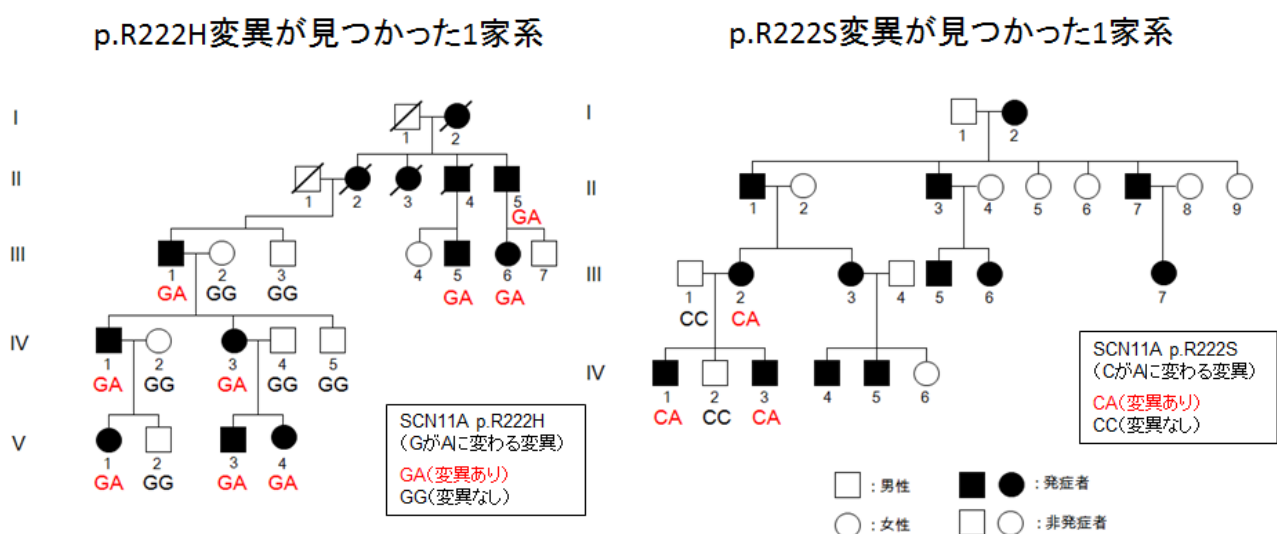 p.R222H変異が見つかった1家系
p.R222S変異が見つかった1家系
I
1
2
II
1
2
3
4
5
GA
III
1
2
3
4
5
6
7
GA
GG
GG
GA
GA
IV
1
2
3
4
5
GA
GG
GA
GG
GG
V
1
2
3
4
GA
GG
GA
GA
SCN11A p.R222H
(GがAに変わる変異)
GA(変異あり)
GG(変異なし)
I
1
2
II
1
2
3
4
5
6
7
8
9
III
1
2
3
4
5
6
7
CC
CA
IV
1
2
3
4
5
6
CA
CC
CA
SCN11A p.R222S
(CがAに変わる変異)
CA(変異あり)
CC(変異なし)
:男性
:発症者
:女性
:非発症者